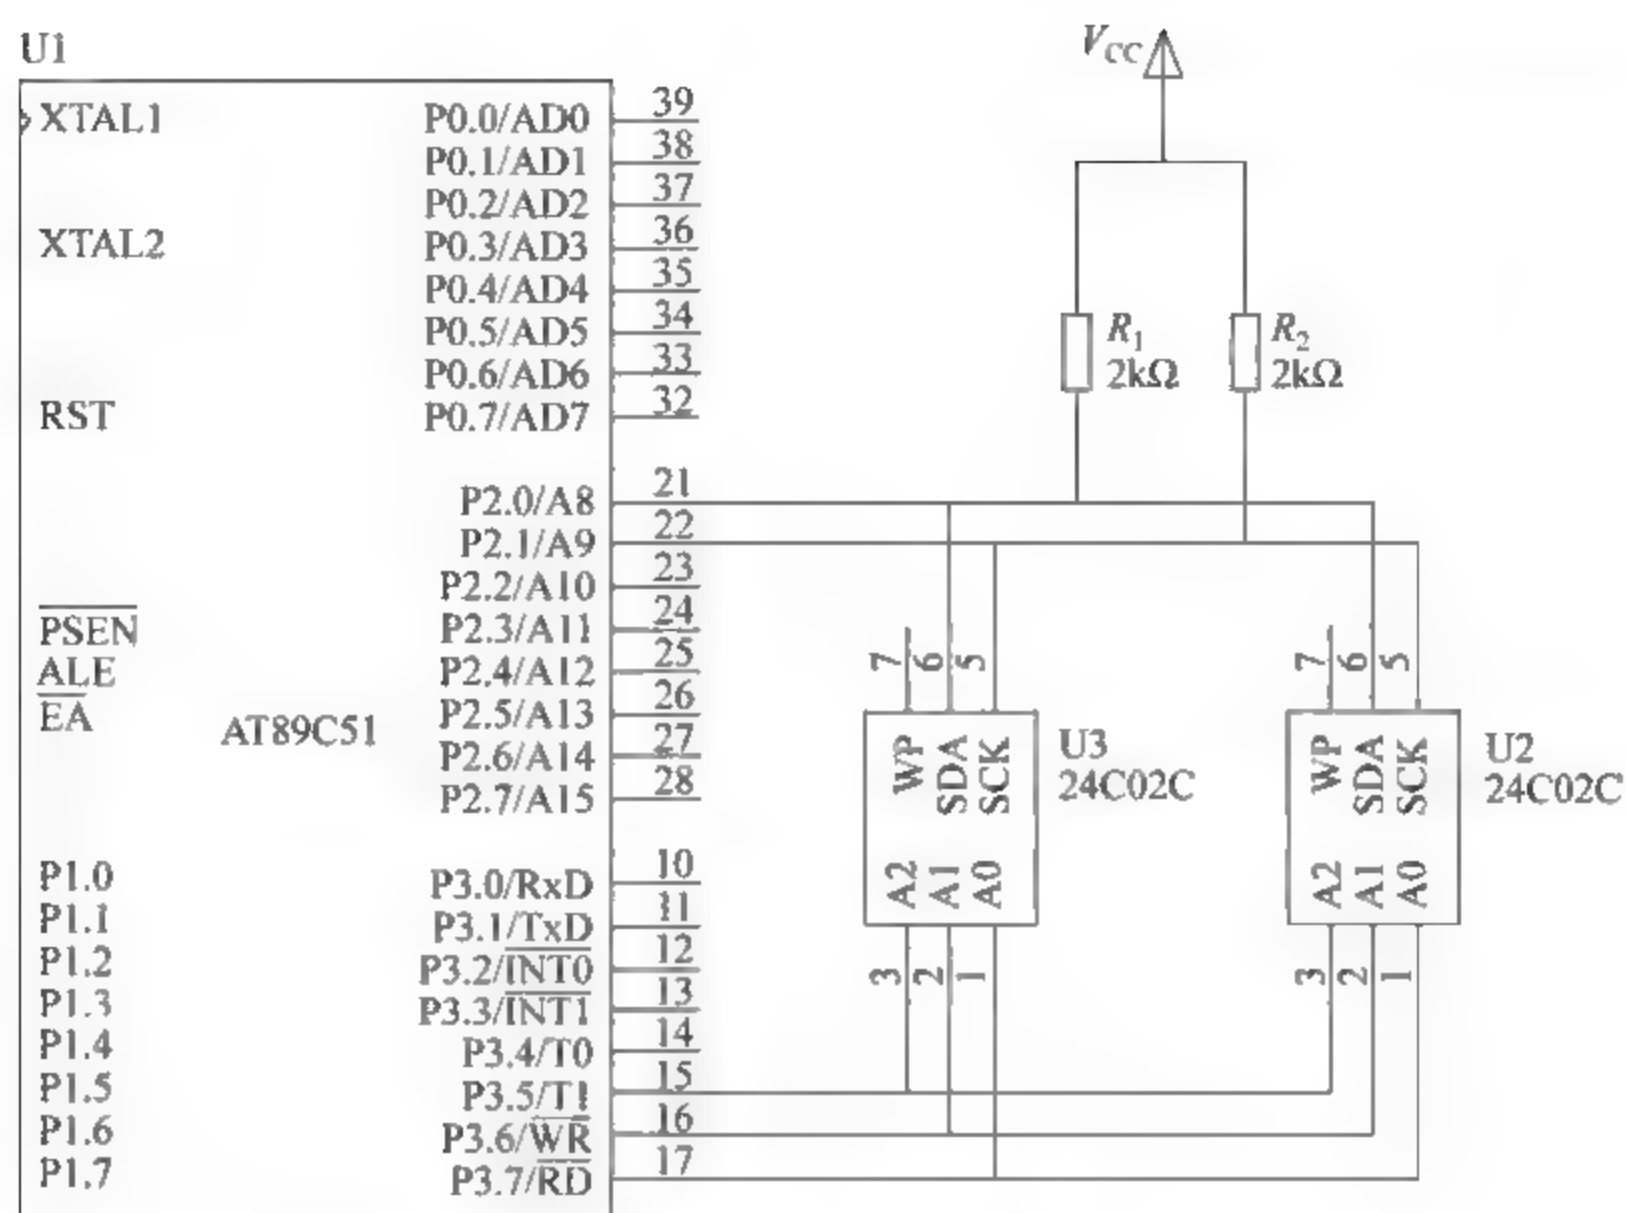 U1
V_CC
XTAL1
XTAL2
RST
PSEN
ALE
EA
AT89C51
P1.0
P1.1
P1.2
P1.3
P1.4
P1.5
P1.6
P1.7
P0.0/AD0 39
P0.1/AD1 38
P0.2/AD2 37
P0.3/AD3 36
P0.4/AD4 35
P0.5/AD5 34
P0.6/AD6 33
P0.7/AD7 32
P2.0/A8 21
P2.1/A9 22
P2.2/A10 23
P2.3/A11 24
P2.4/A12 25
P2.5/A13 26
P2.6/A14 27
P2.7/A15 28
P3.0/RxD 10
P3.1/TxD 11
P3.2/INT0 12
P3.3/INT1 13
P3.4/T0 14
P3.5/T1 15
P3.6/WR 16
P3.7/RD 17
R1
2kΩ
R2
2kΩ
7 6 5
WP SDA SCK
A2 A1 A0
3 2 1
U3
24C02C
7 6 5
WP SDA SCK
A2 A1 A0
3 2 1
U2
24C02C